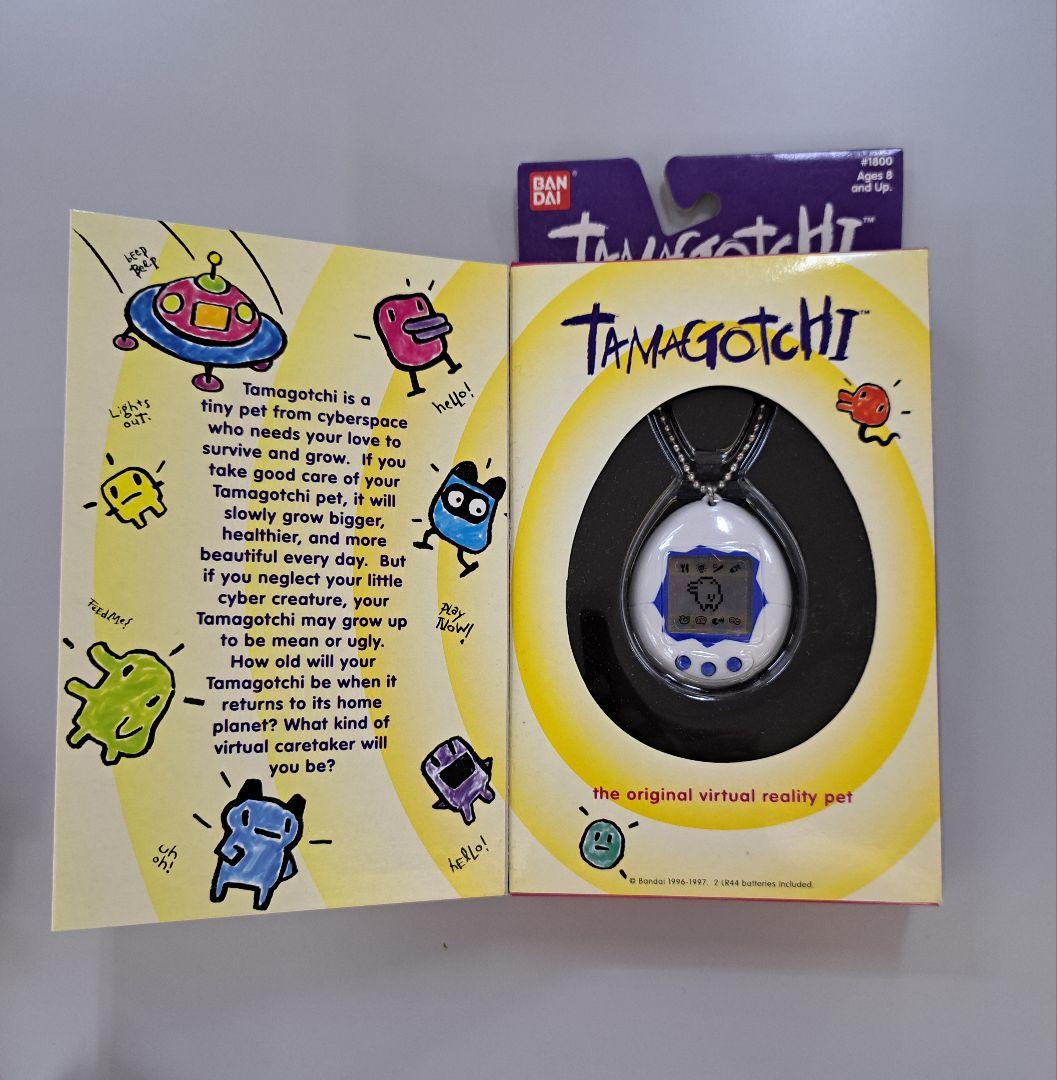 BAN
DAI
®
#1800
Ages 8
and Up.
TAMAGOTCHI™
beep
Beep
Lights
out.
hello!
Tamagotchi is a
tiny pet from cyberspace
who needs your love to
survive and grow. If you
take good care of your
Tamagotchi pet, it will
slowly grow bigger,
healthier, and more
beautiful every day. But
if you neglect your little
cyber creature, your
Tamagotchi may grow up
to be mean or ugly.
How old will your
Tamagotchi be when it
returns to its home
planet? What kind of
virtual caretaker will
you be?
Feed Me!
Play
Now!
uh
oh!
hello!
TAMAGOTCHI™
the original virtual reality pet
© Bandai 1996-1997. 2 LR44 batteries included.